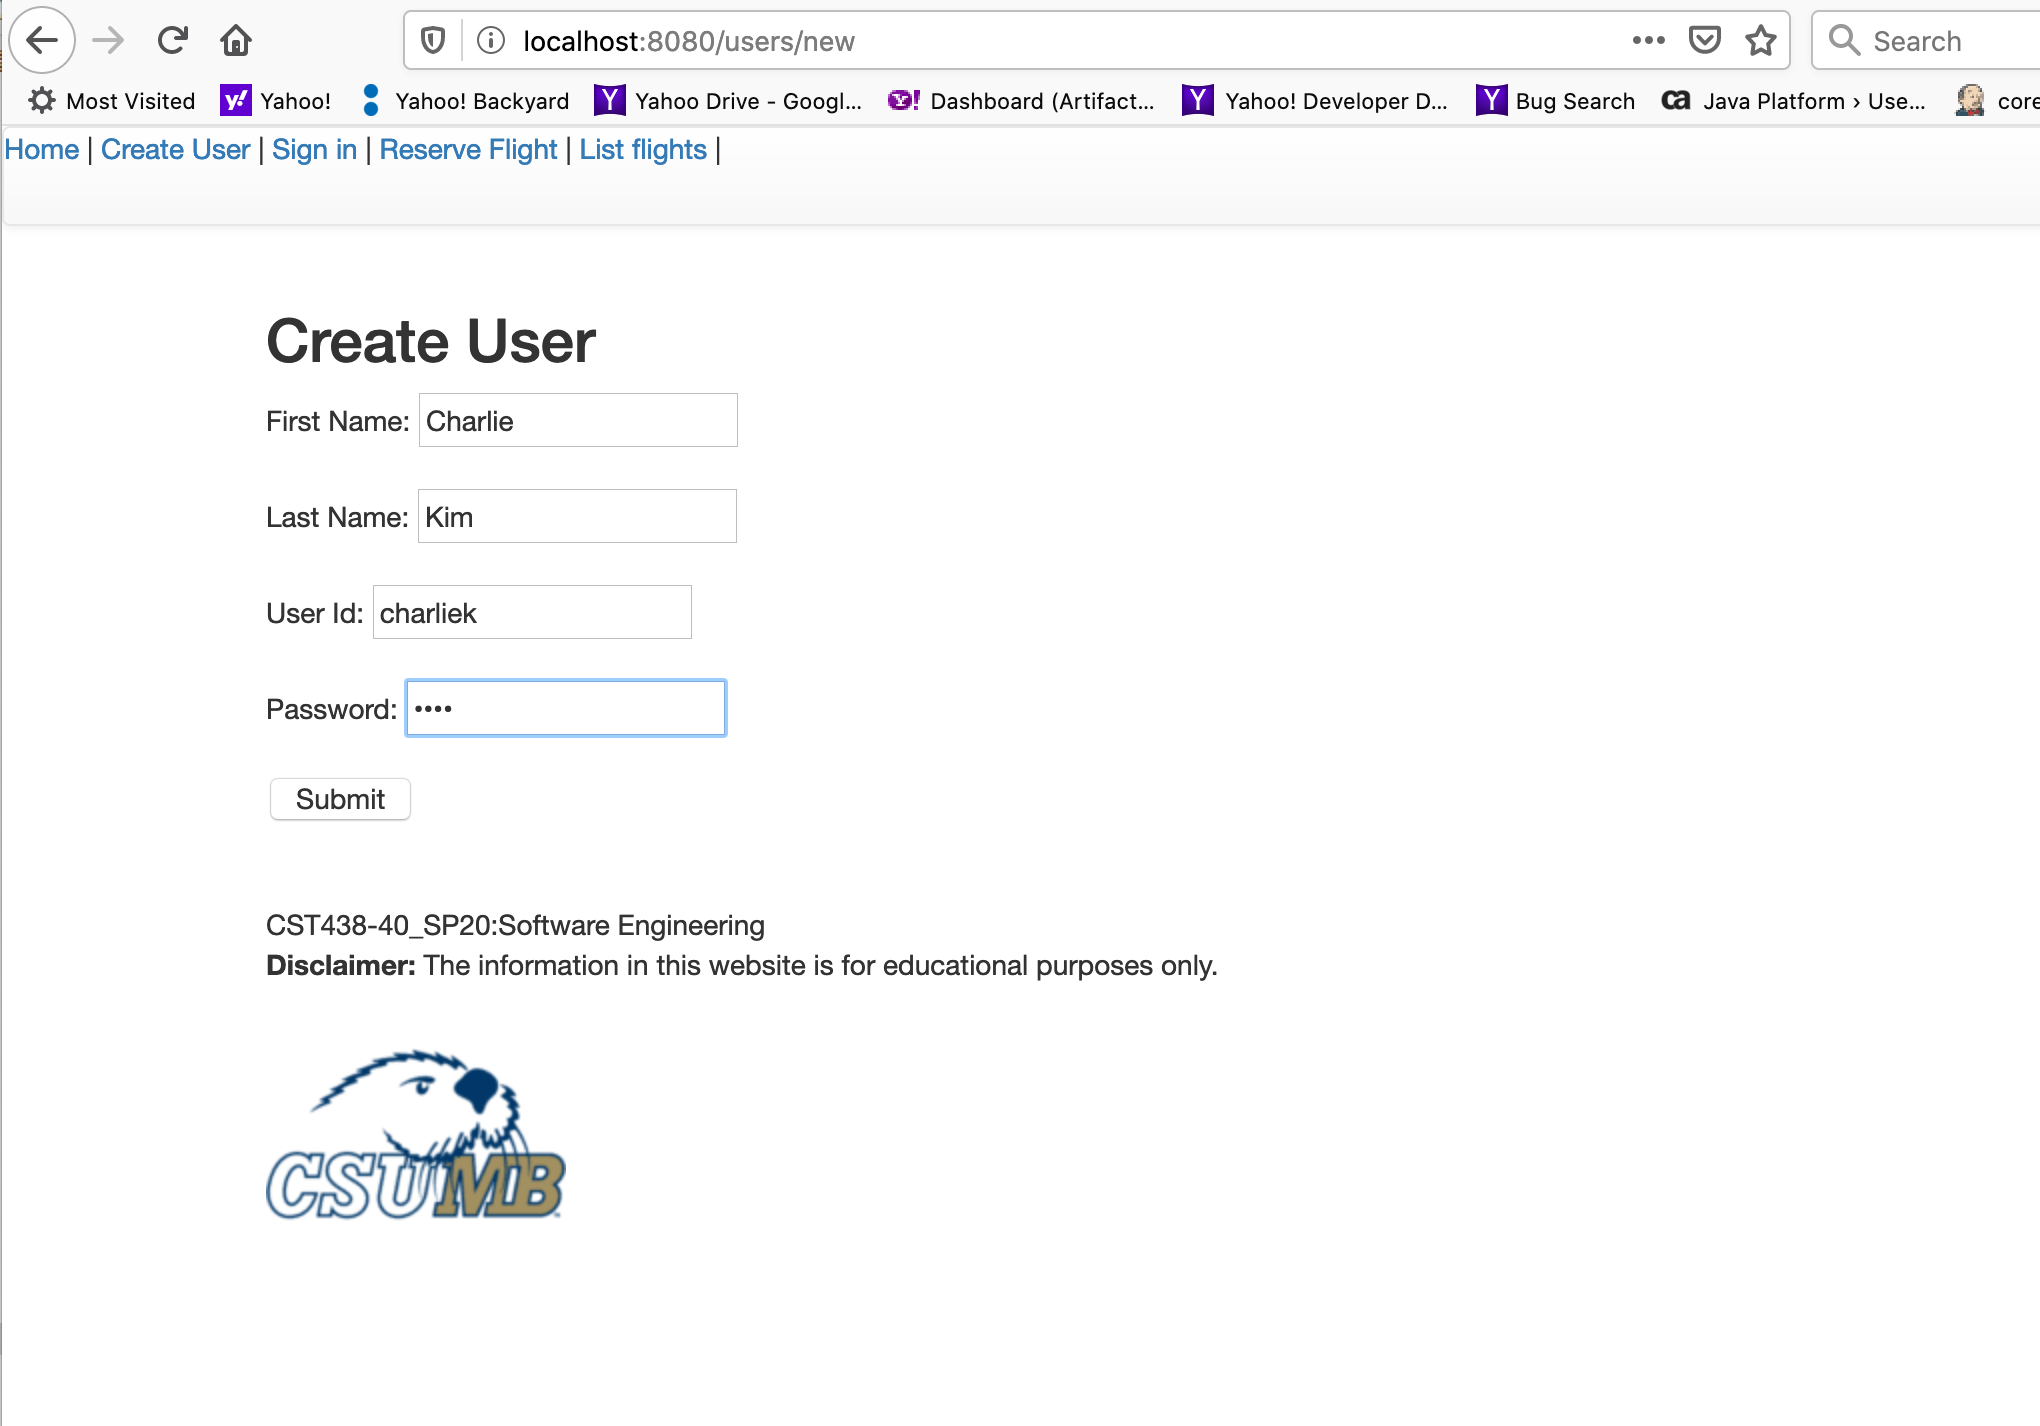 localhost:8080/users/new
Search
Most Visited Yahoo! Yahoo! Backyard Yahoo Drive - Googl... Dashboard (Artifact... Yahoo! Developer D... Bug Search ca Java Platform › Use... core
Home | Create User | Sign in | Reserve Flight | List flights |
Create User
First Name: Charlie
Last Name: Kim
User Id: charliek
Password: ••••
Submit
CST438-40_SP20:Software Engineering
Disclaimer: The information in this website is for educational purposes only.
CSUMB